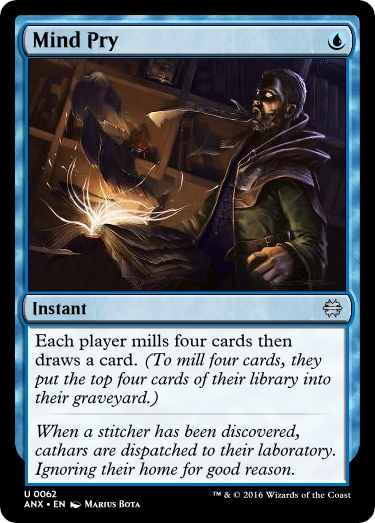 Mind Pry
Instant
Each player mills four cards then
draws a card. (To mill four cards, they
put the top four cards of their library into
their graveyard.)
When a stitcher has been discovered,
cathars are dispatched to their laboratory.
Ignoring their home for good reason.
U 0062
ANX • EN Marius Bota
™ & © 2016 Wizards of the Coast